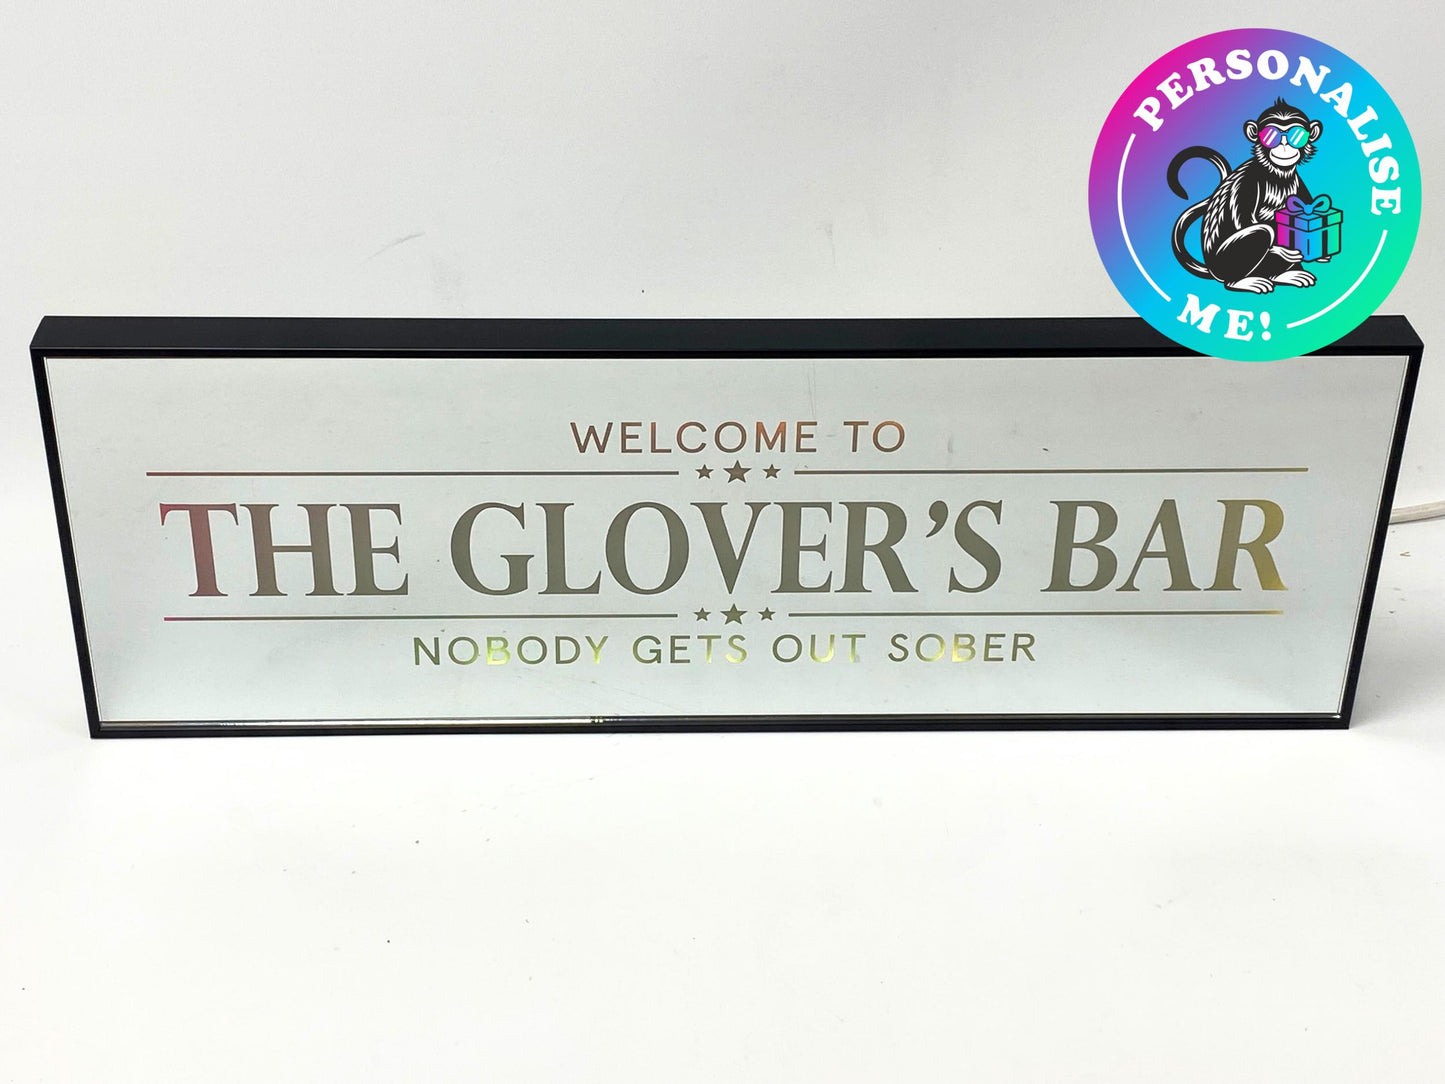 PERSONALISE
ME!
WELCOME TO
THE GLOVER’S BAR
NOBODY GETS OUT SOBER